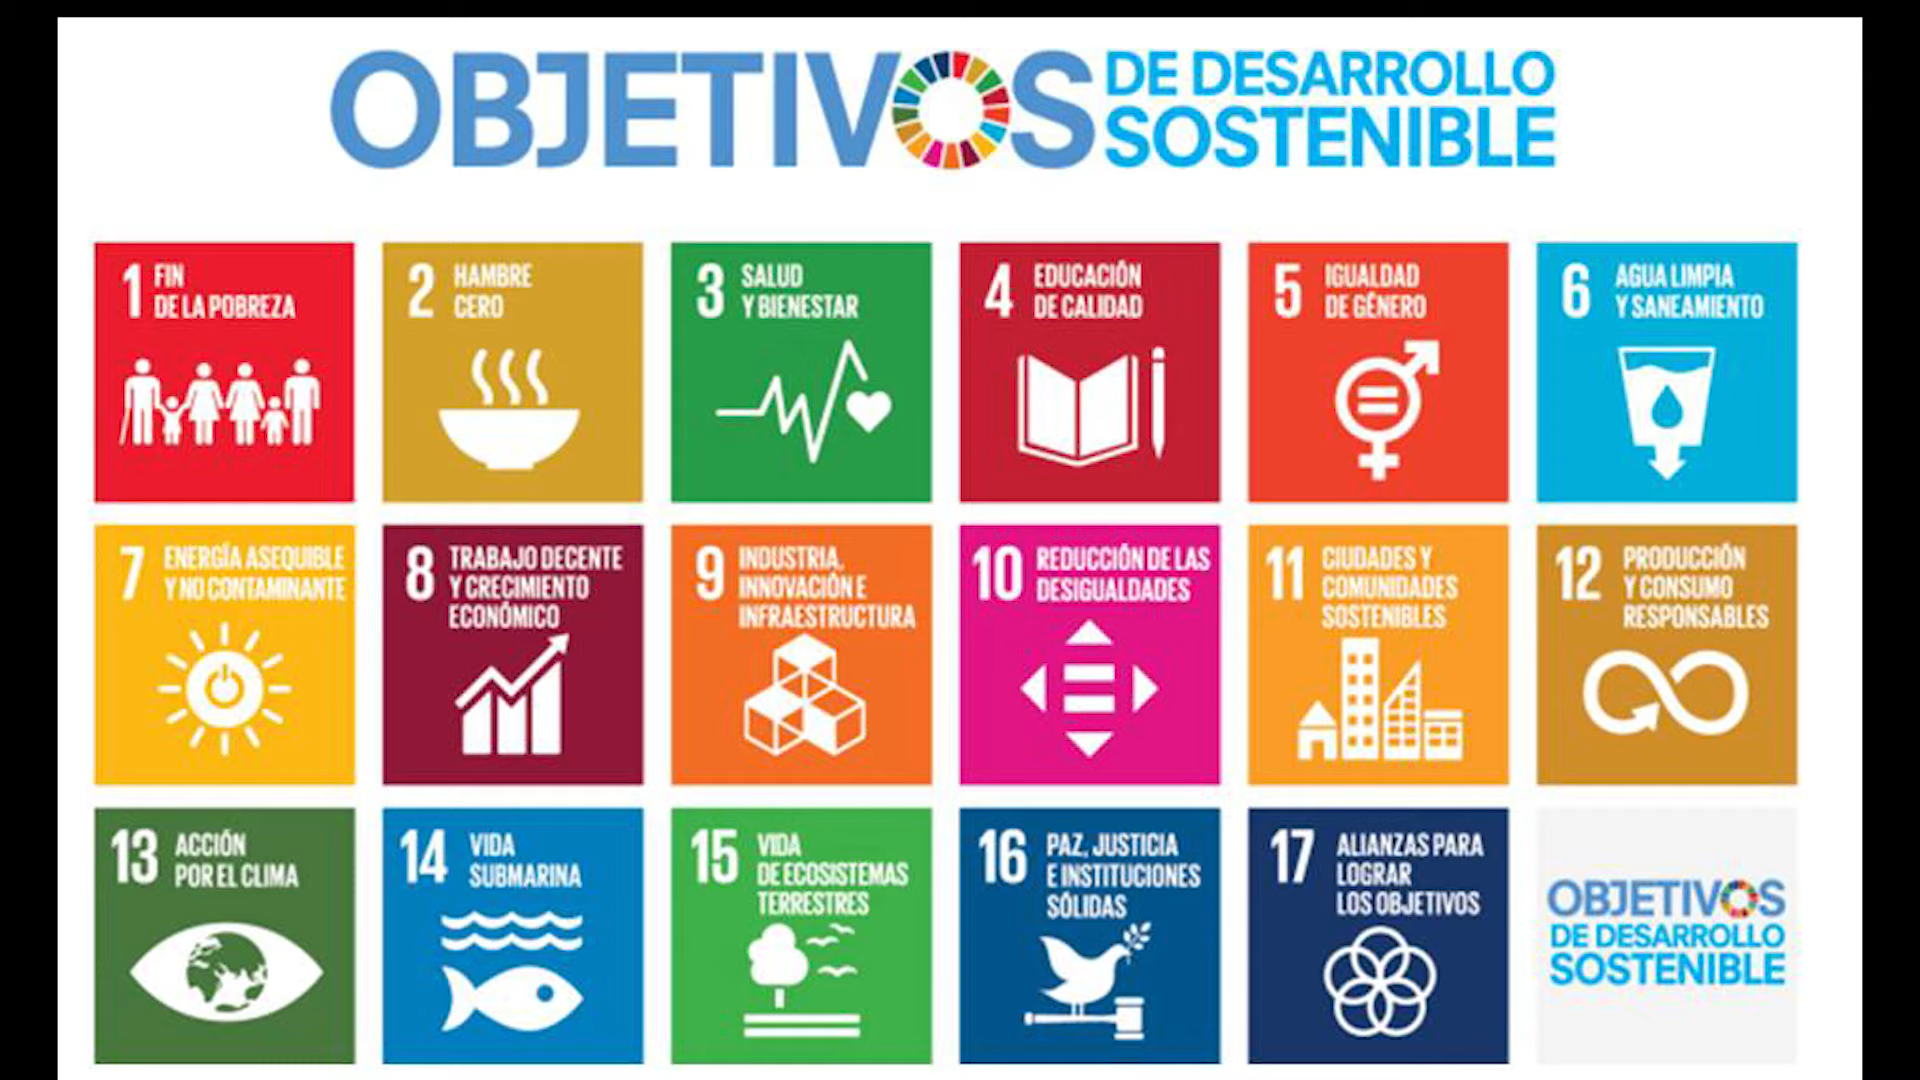 OBJETIVOS DE DESARROLLO
SOSTENIBLE
1 FIN
DE LA POBREZA
2 HAMBRE
CERO
3 SALUD
Y BIENESTAR
4 EDUCACIÓN
DE CALIDAD
5 IGUALDAD
DE GÉNERO
6 AGUA LIMPIA
Y SANEAMIENTO
7 ENERGÍA ASEQUIBLE
Y NO CONTAMINANTE
8 TRABAJO DECENTE
Y CRECIMIENTO
ECONÓMICO
9 INDUSTRIA,
INNOVACIÓN E
INFRAESTRUCTURA
10 REDUCCIÓN DE LAS
DESIGUALDADES
11 CIUDADES Y
COMUNIDADES
SOSTENIBLES
12 PRODUCCIÓN
Y CONSUMO
RESPONSABLES
13 ACCIÓN
POR EL CLIMA
14 VIDA
SUBMARINA
15 VIDA
DE ECOSISTEMAS
TERRESTRES
16 PAZ, JUSTICIA
E INSTITUCIONES
SÓLIDAS
17 ALIANZAS PARA
LOGRAR
LOS OBJETIVOS
OBJETIVOS
DE DESARROLLO
SOSTENIBLE